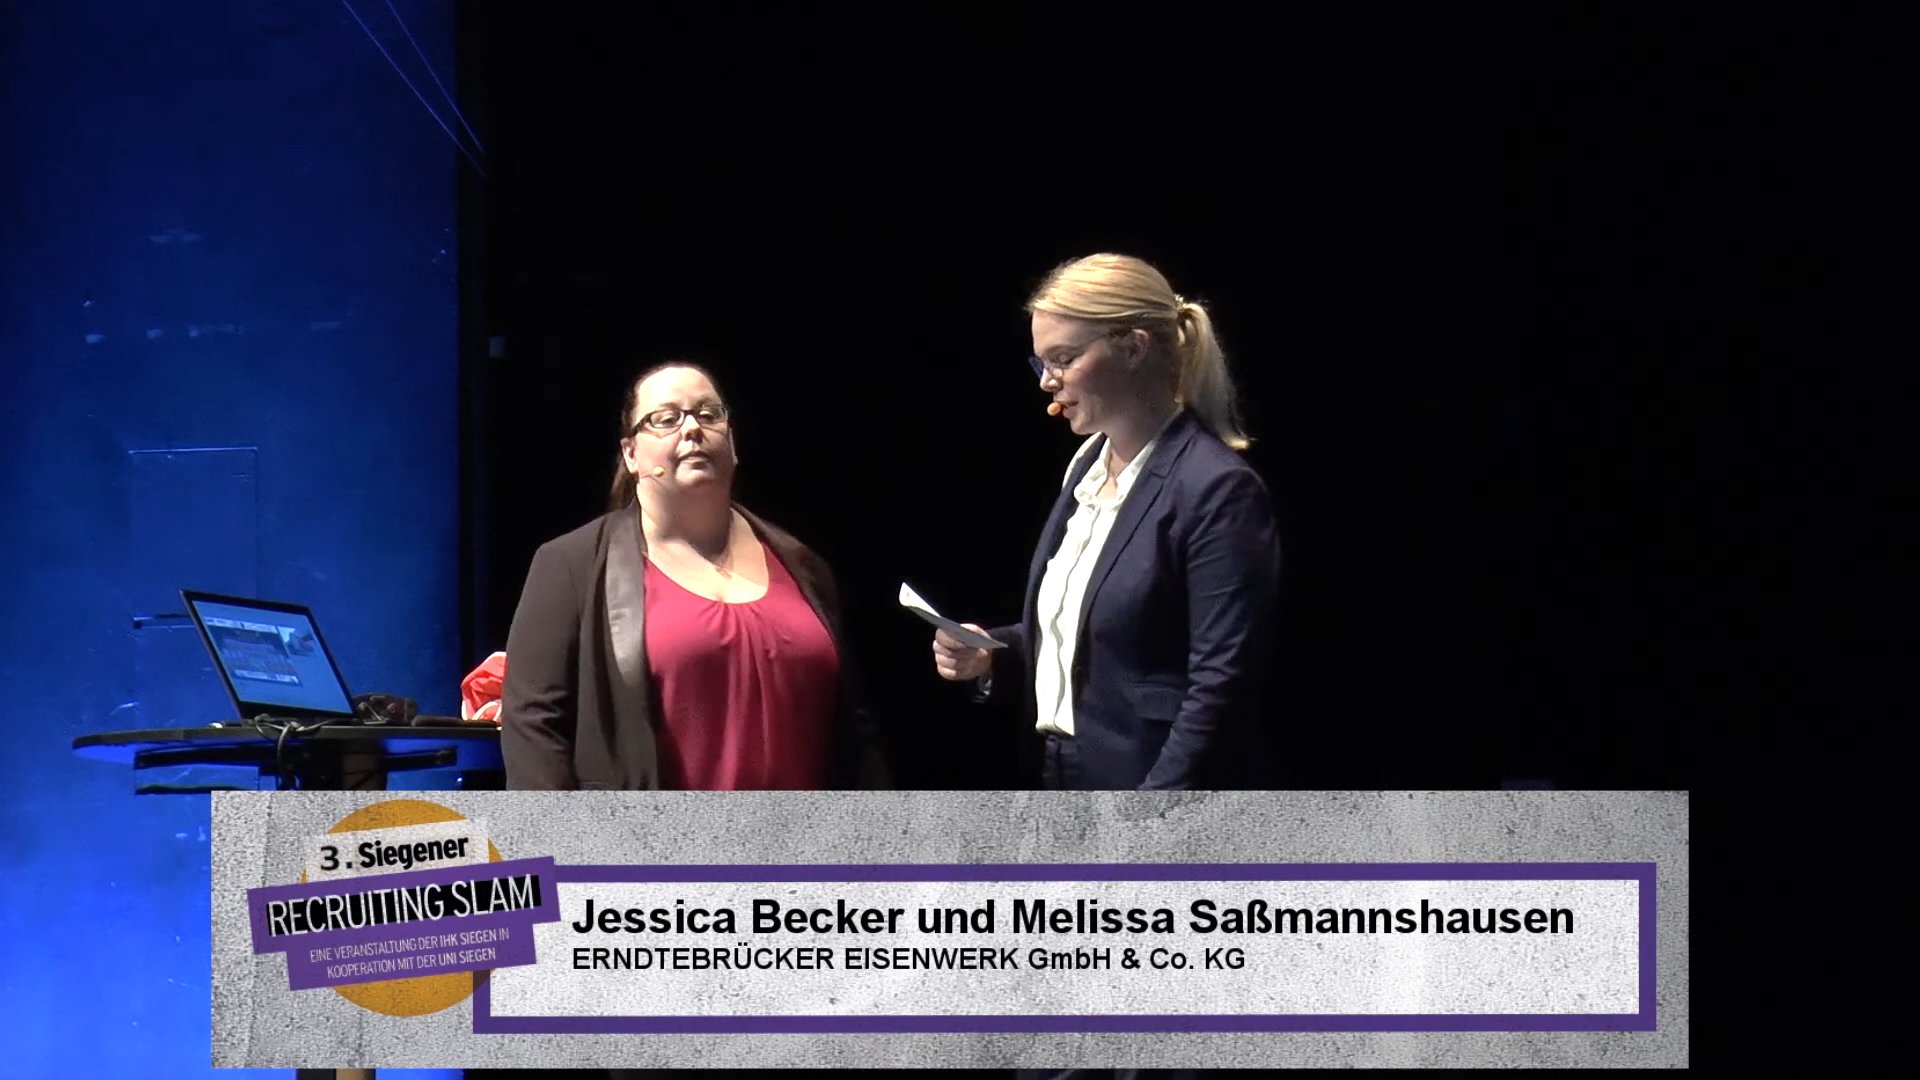 3. Siegener
RECRUITING SLAM
EINE VERANSTALTUNG DER IHK SIEGEN IN
KOOPERATION MIT DER UNI SIEGEN
Jessica Becker und Melissa Saßmannshausen
ERNDTEBRÜCKER EISENWERK GmbH & Co. KG